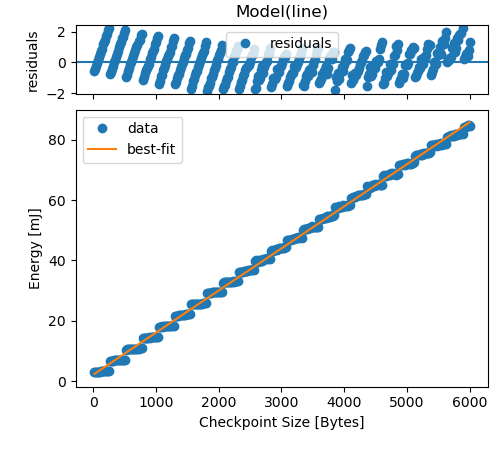 Model(line)
residuals
2
0
−2
residuals
data
best-fit
Energy [mJ]
80
60
40
20
0
0 1000 2000 3000 4000 5000 6000
Checkpoint Size [Bytes]